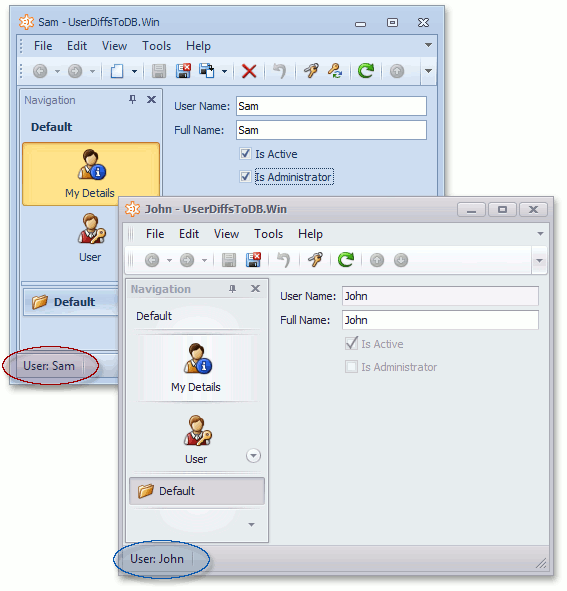 Sam - UserDiffsToDB.Win
File Edit View Tools Help
Navigation
Default
My Details
User
Default
User Name: Sam
Full Name: Sam
Is Active
Is Administrator
User: Sam
John - UserDiffsToDB.Win
File Edit View Tools Help
Navigation
Default
My Details
User
Default
User Name: John
Full Name: John
Is Active
Is Administrator
User: John